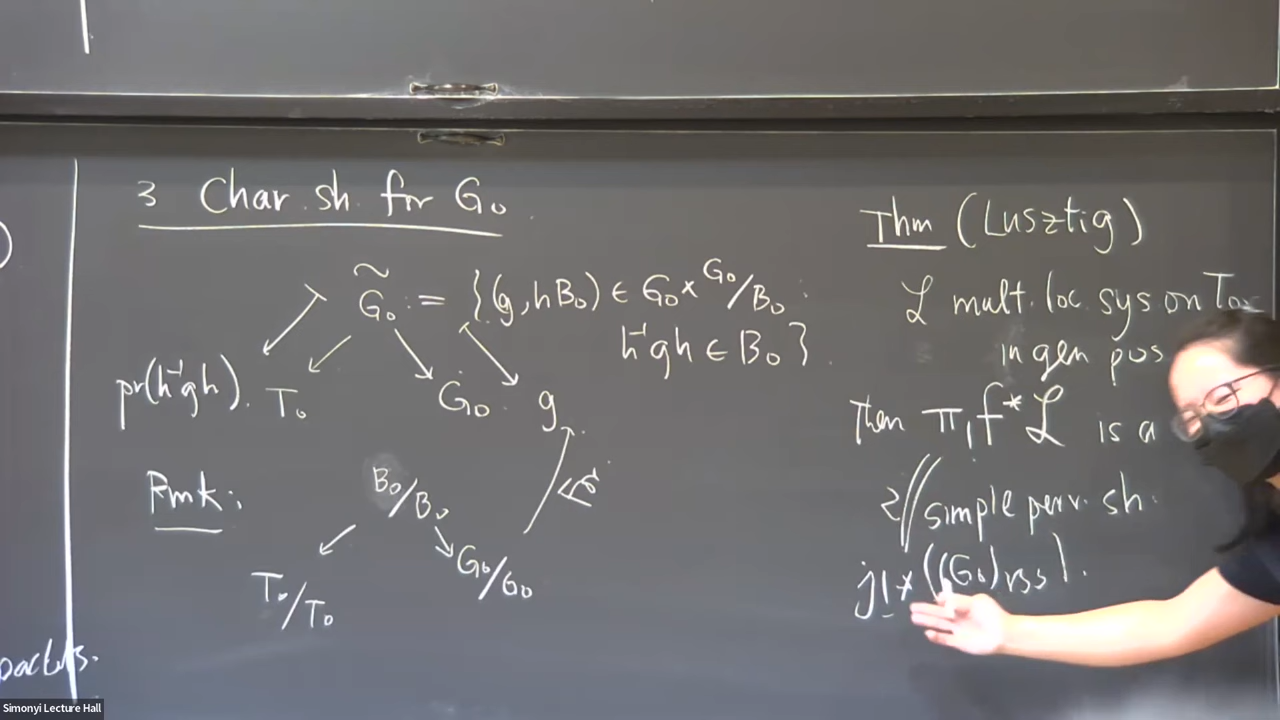 3 Char. sh. for G₀
G̃₀ := {(g, hB₀) ∈ G₀ × G₀/B₀ :
h⁻¹gh ∈ B₀}.
pr(h⁻¹gh). T₀ G₀. g
Rmk:
B₀/B₀
T₀/T₀ G₀/G₀
Thm (Lusztig)
ℒ mult. loc. sys on T₀
in gen pos
Then π₁f*ℒ is a
simple perv. sh.
j!* ((G₀)rss).
Simonyi Lecture Hall